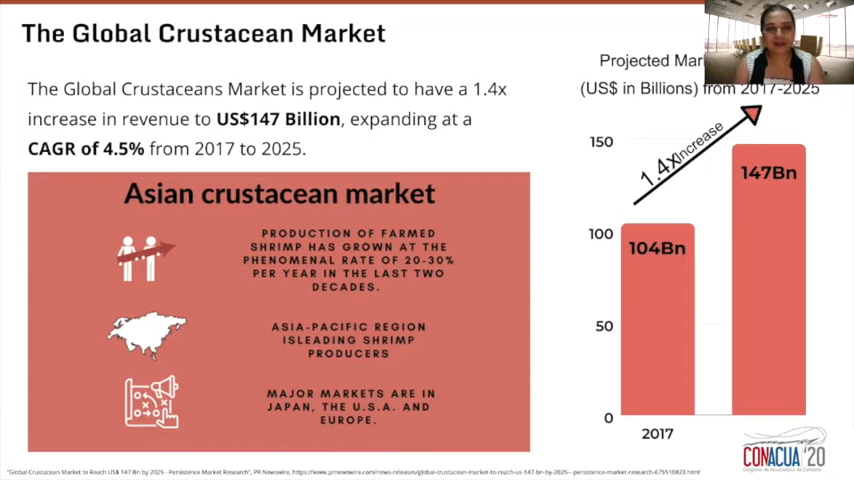 The Global Crustacean Market
The Global Crustaceans Market is projected to have a 1.4x
increase in revenue to US$147 Billion, expanding at a
CAGR of 4.5% from 2017 to 2025.
Asian crustacean market
PRODUCTION OF FARMED
SHRIMP HAS GROWN AT THE
PHENOMENAL RATE OF 20-30%
PER YEAR IN THE LAST TWO
DECADES.
ASIA-PACIFIC REGION
ISLEADING SHRIMP
PRODUCERS
MAJOR MARKETS ARE IN
JAPAN, THE U.S.A. AND
EUROPE.
Projected
(US$ in Billions) from 2017-2025
1.4x Increase
150
100
50
0
104Bn
147Bn
2017
CONACUA '20
"Global Crustacean Market to Reach US$ 147 Bn by 2025 - Persistence Market Research", PR Newswire, https://www.prnewswire.com/news-releases/global-crustacean-market-to-reach-us-147-bn-by-2025--persistence-market-research-675510823.html